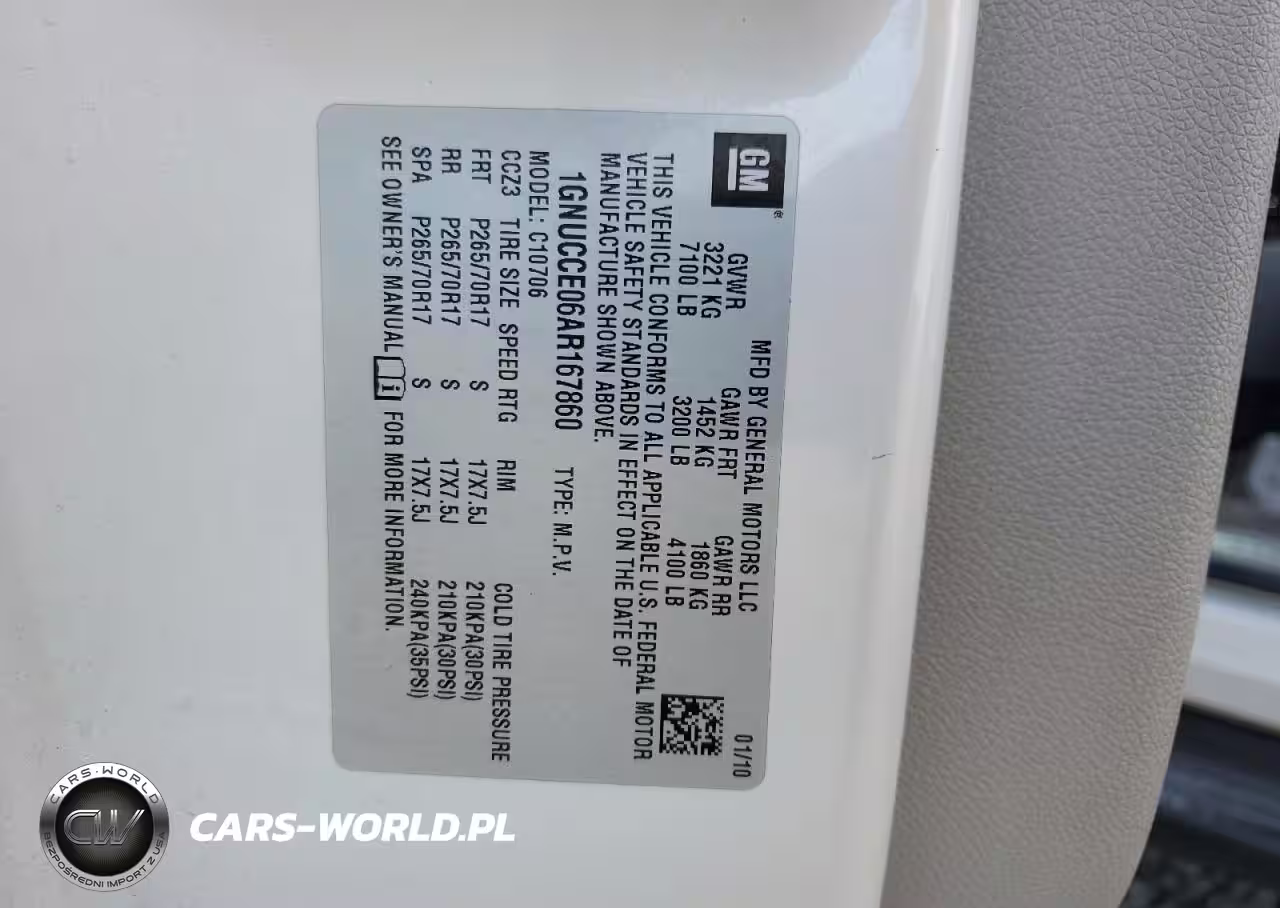 GM®
MFD BY GENERAL MOTORS LLC 01/10
GVWR GAWR FRT GAWR RR
3221 KG 1452 KG 1860 KG
7100 LB 3200 LB 4100 LB
THIS VEHICLE CONFORMS TO ALL APPLICABLE U.S. FEDERAL MOTOR
VEHICLE SAFETY STANDARDS IN EFFECT ON THE DATE OF
MANUFACTURE SHOWN ABOVE.
1GNUCCE06AR167860 TYPE: M.P.V.
MODEL: C10706
CCZ3 TIRE SIZE SPEED RTG RIM COLD TIRE PRESSURE
FRT P265/70R17 S 17X7.5J 210KPA(30PSI)
RR P265/70R17 S 17X7.5J 210KPA(30PSI)
SPA P265/70R17 S 17X7.5J 240KPA(35PSI)
SEE OWNER'S MANUAL i FOR MORE INFORMATION.
CARS-WORLD
CW
BEZPOŚREDNI IMPORT Z USA
CARS-WORLD.PL